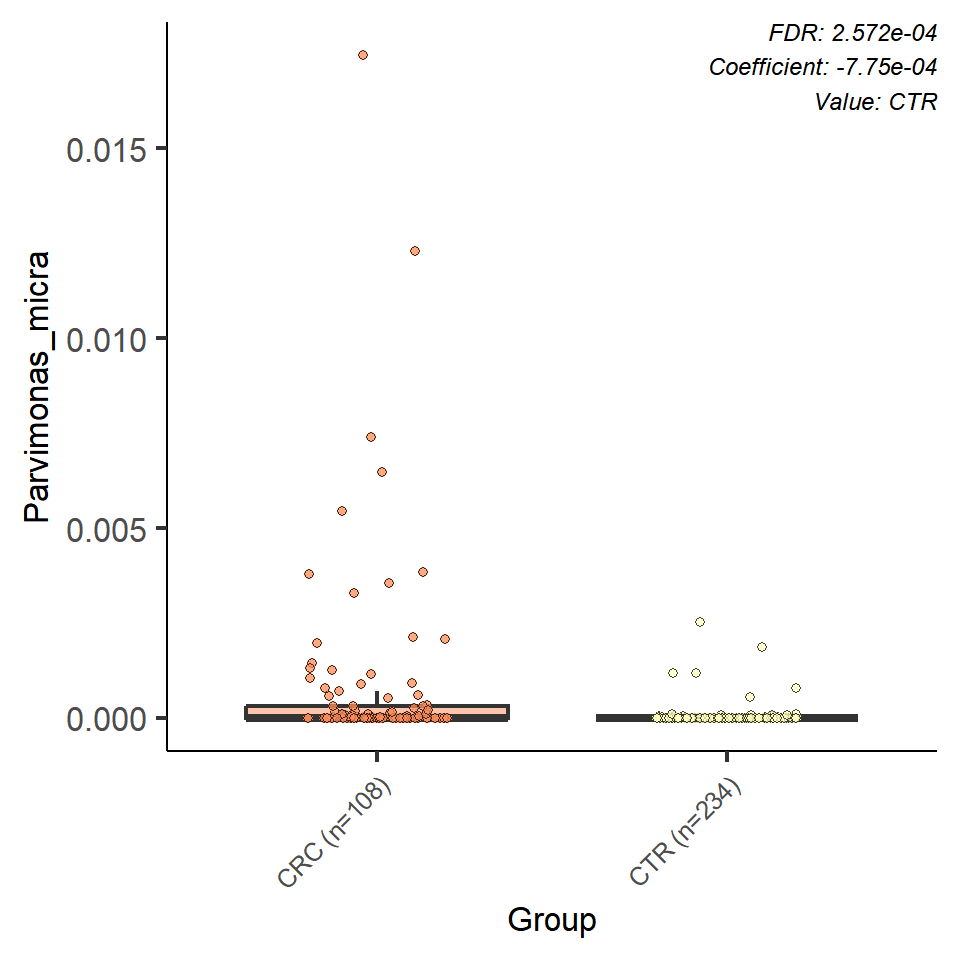 FDR: 2.572e-04
Coefficient: -7.75e-04
Value: CTR
Parvimonas_micra
0.015
0.010
0.005
0.000
CRC (n=108)
CTR (n=234)
Group